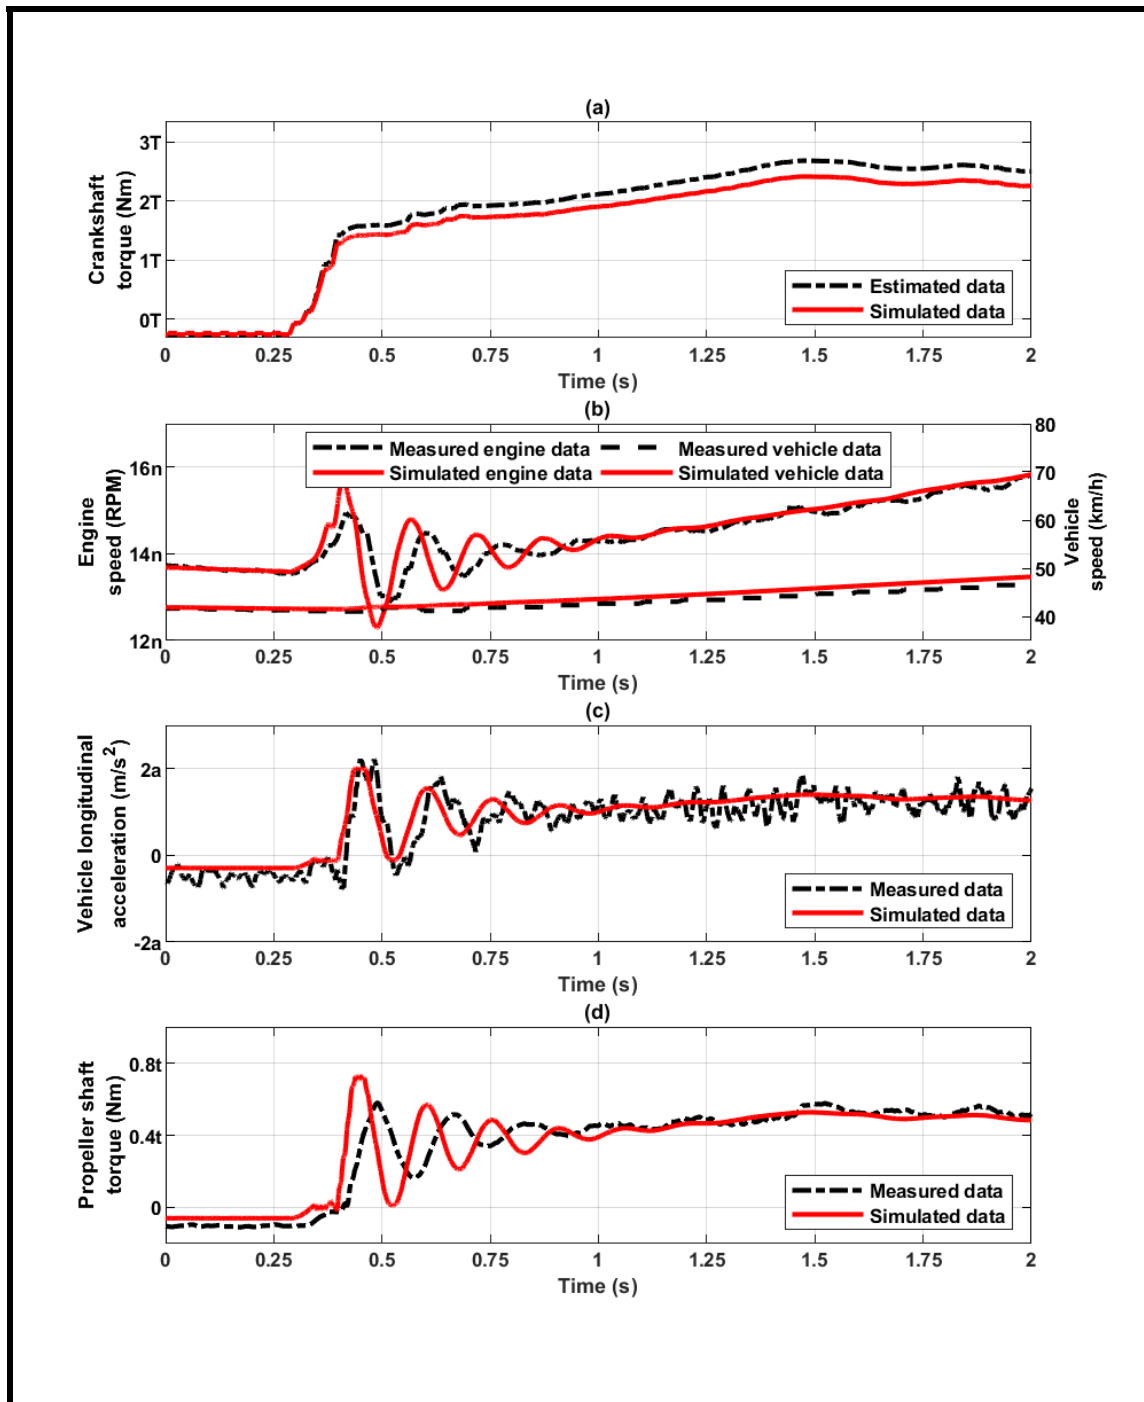 (a)
Crankshaft
torque (Nm)
3T
2T
1T
0T
Estimated data
Simulated data
0 0.25 0.5 0.75 1 1.25 1.5 1.75 2
Time (s)
(b)
Engine
speed (RPM)
16n
14n
12n
Measured engine data Measured vehicle data
Simulated engine data Simulated vehicle data
80
70
60
50
40
Vehicle
speed (km/h)
0 0.25 0.5 0.75 1 1.25 1.5 1.75 2
Time (s)
(c)
Vehicle longitudinal
acceleration (m/s²)
2a
0
-2a
Measured data
Simulated data
0 0.25 0.5 0.75 1 1.25 1.5 1.75 2
Time (s)
(d)
Propeller shaft
torque (Nm)
0.8t
0.4t
0
Measured data
Simulated data
0 0.25 0.5 0.75 1 1.25 1.5 1.75 2
Time (s)